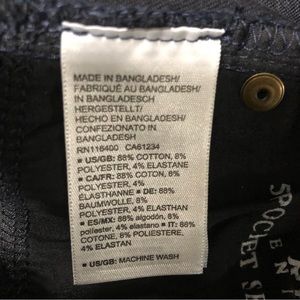 MADE IN BANGLADESH/
FABRIQUÉ AU BANGLADESH/
IN BANGLADESCH
HERGESTELLT/
HECHO EN BANGLADESH/
CONFEZIONATO IN
BANGLADESH
RN116400 CA61234
• US/GB: 88% COTTON, 8%
POLYESTER, 4% ELASTANE
• CA/FR: 88% COTON, 8%
POLYESTER, 4%
ÉLASTHANNE • DE: 88%
BAUMWOLLE, 8%
POLYESTER, 4% ELASTHAN
• ES/MX: 88% algodón, 8%
poliéster, 4% elastano • IT: 88%
COTONE, 8% POLIESTERE,
4% ELASTAN
• US/GB: MACHINE WASH
5POCKET